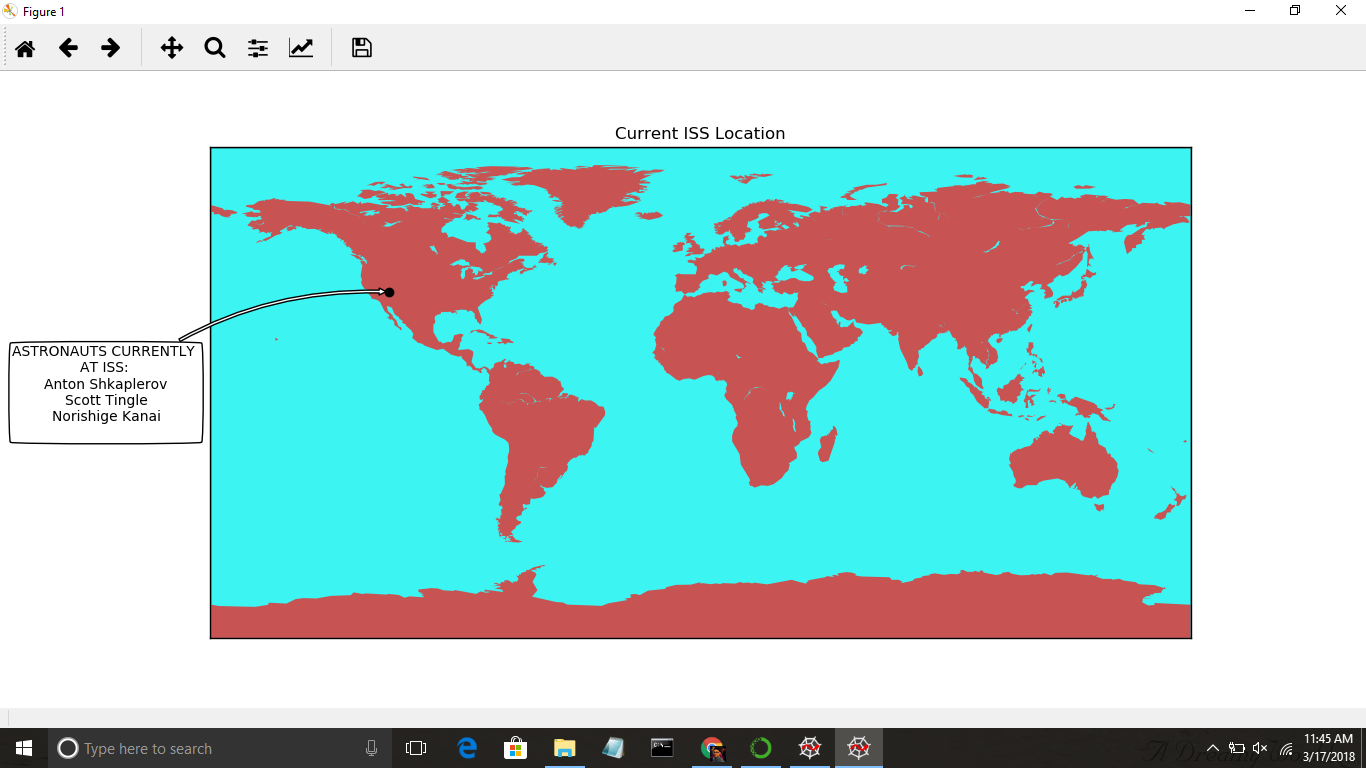 Figure 1
Current ISS Location
ASTRONAUTS CURRENTLY
AT ISS:
Anton Shkaplerov
Scott Tingle
Norishige Kanai
Type here to search
11:45 AM
3/17/2018